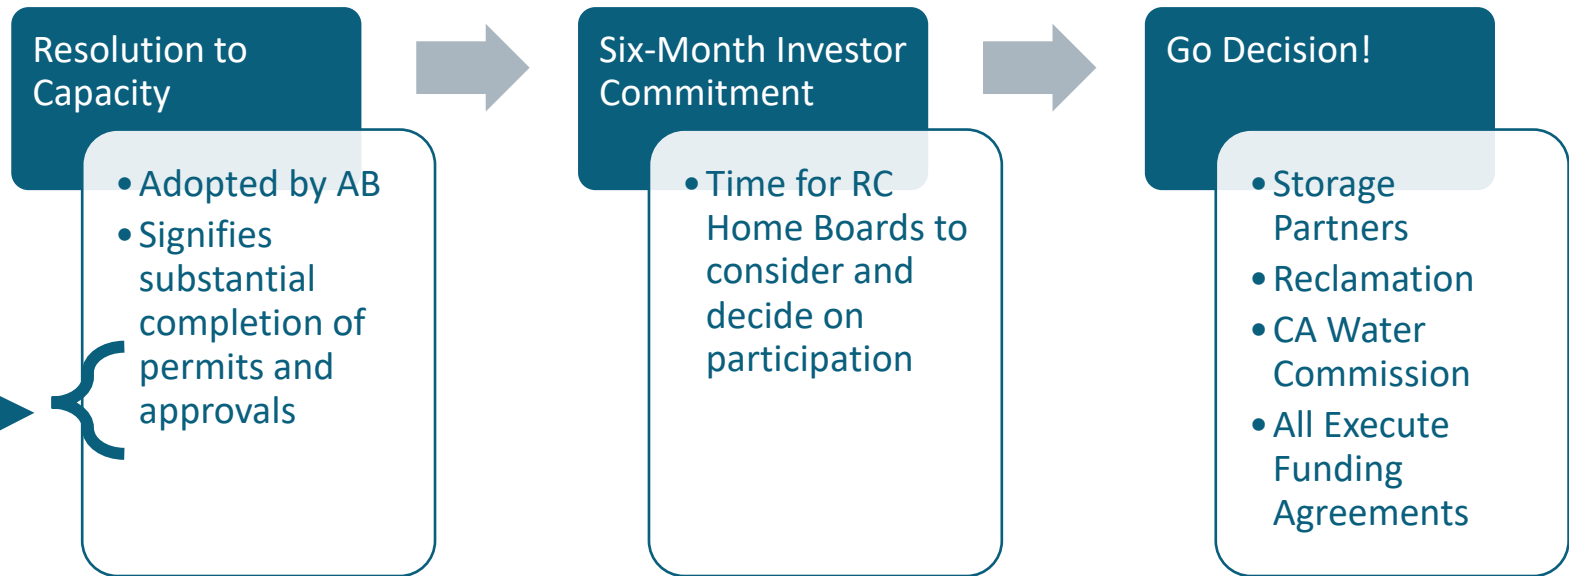 Resolution to
Capacity
• Adopted by AB
• Signifies
substantial
completion of
permits and
approvals
Six-Month Investor
Commitment
• Time for RC
Home Boards to
consider and
decide on
participation
Go Decision!
• Storage
Partners
• Reclamation
• CA Water
Commission
• All Execute
Funding
Agreements